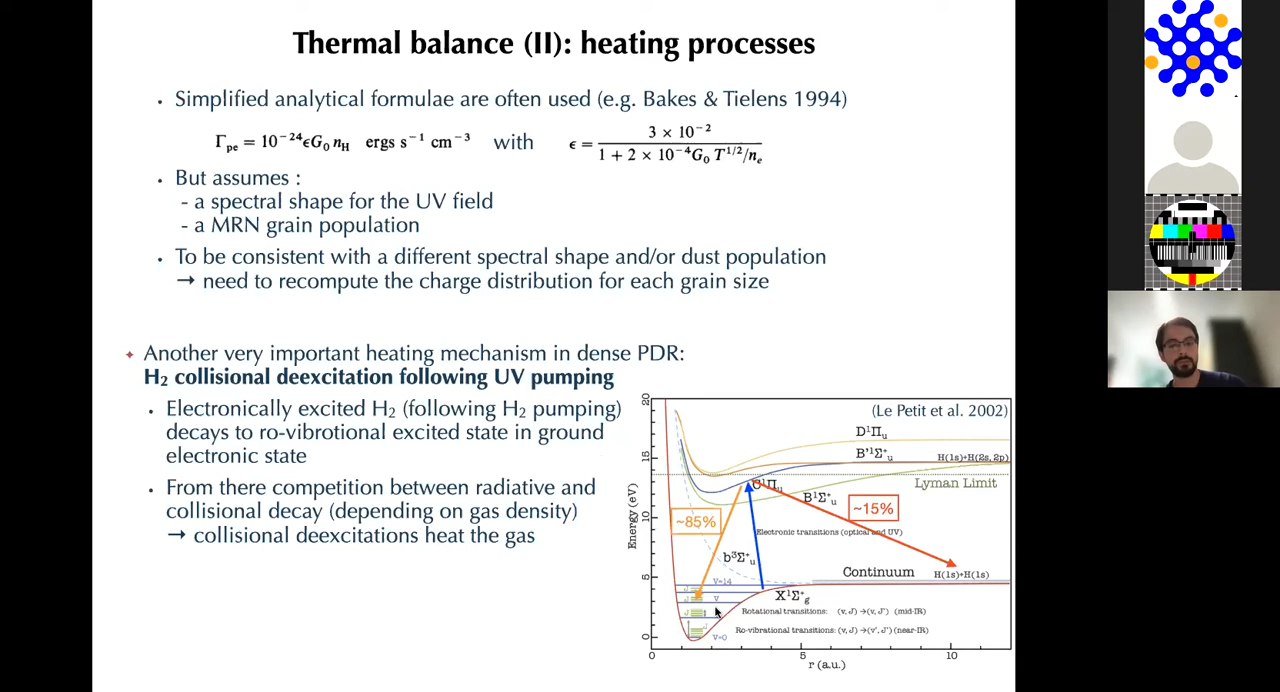 Thermal balance (II): heating processes
• Simplified analytical formulae are often used (e.g. Bakes & Tielens 1994)
Γpe = 10⁻²⁴ϵG₀ nH ergs s⁻¹ cm⁻³ with ϵ = 3 × 10⁻² / 1 + 2 × 10⁻⁴G₀ T^1/2/nₑ
• But assumes :
- a spectral shape for the UV field
- a MRN grain population
• To be consistent with a different spectral shape and/or dust population
→ need to recompute the charge distribution for each grain size
Another very important heating mechanism in dense PDR:
H₂ collisional deexcitation following UV pumping
• Electronically excited H₂ (following H₂ pumping)
decays to ro-vibrotional excited state in ground
electronic state
• From there competition between radiative and
collisional decay (depending on gas density)
→ collisional deexcitations heat the gas
(Le Petit et al. 2002)
D¹Πu
B'¹Σ⁺u
H(1s)+H(2s, 2p)
Lyman Limit
C¹Πu
B¹Σ⁺u
~85%
~15%
Electronic transitions (optical and UV)
b³Σ⁺u
Continuum
H(1s)+H(1s)
V=14
X¹Σ⁺g
J
V
J
Rotational transitions: (v, J) →(v, J') (mid-IR)
J
Ro-vibrational transitions: (v, J) →(v', J') (near-IR)
V=0
Energy (eV)
20
15
10
5
0
0
5
10
r (a.u.)